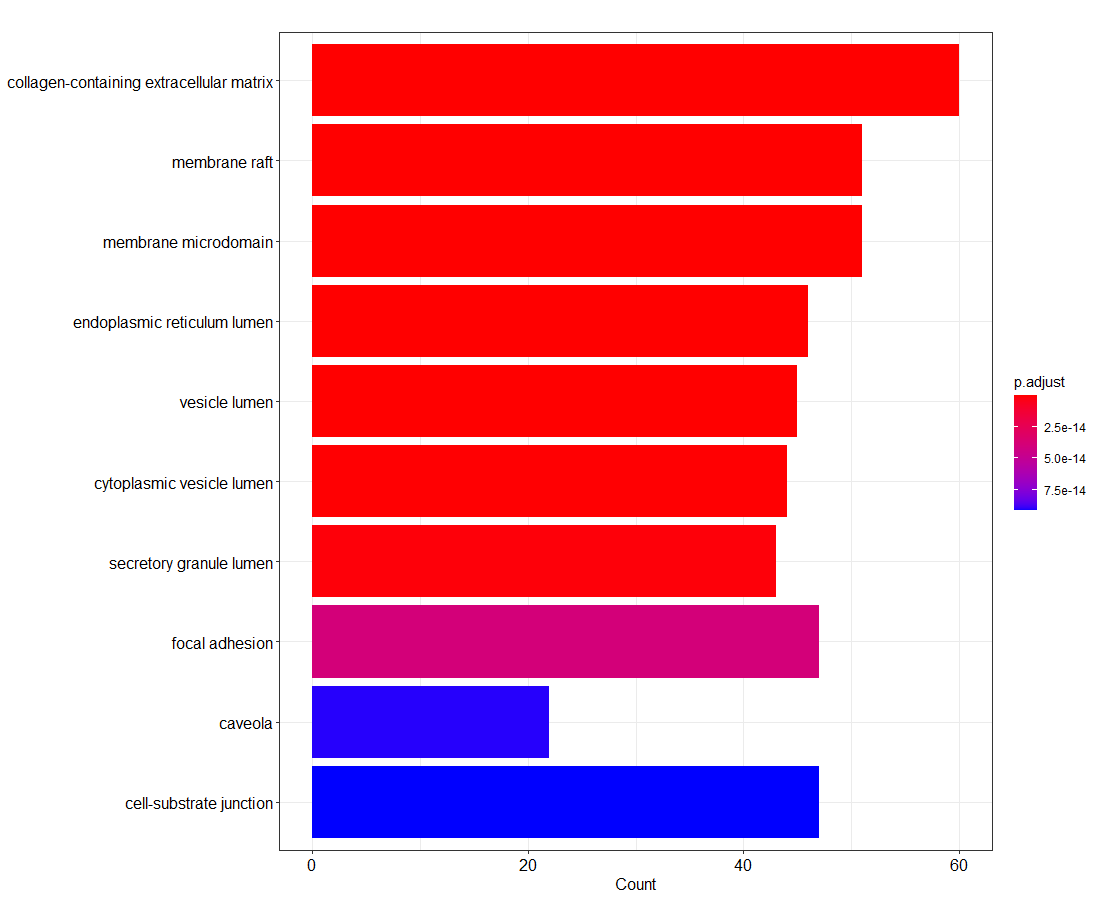 collagen-containing extracellular matrix
membrane raft
membrane microdomain
endoplasmic reticulum lumen
vesicle lumen
cytoplasmic vesicle lumen
secretory granule lumen
focal adhesion
caveola
cell-substrate junction
0 20 40 60
Count
p.adjust
2.5e-14
5.0e-14
7.5e-14